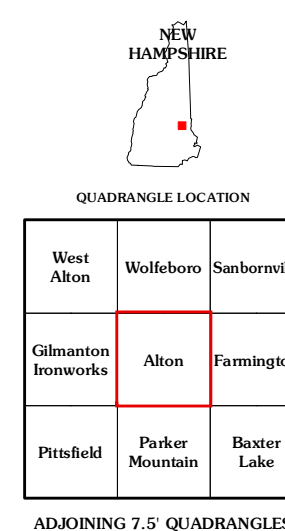 NEW
HAMPSHIRE
QUADRANGLE LOCATION
West
Alton
Wolfeboro
Sanbornvil
Gilmanton
Ironworks
Alton
Farmingto
Pittsfield
Parker
Mountain
Baxter
Lake
ADJOINING 7.5' QUADRANGLES